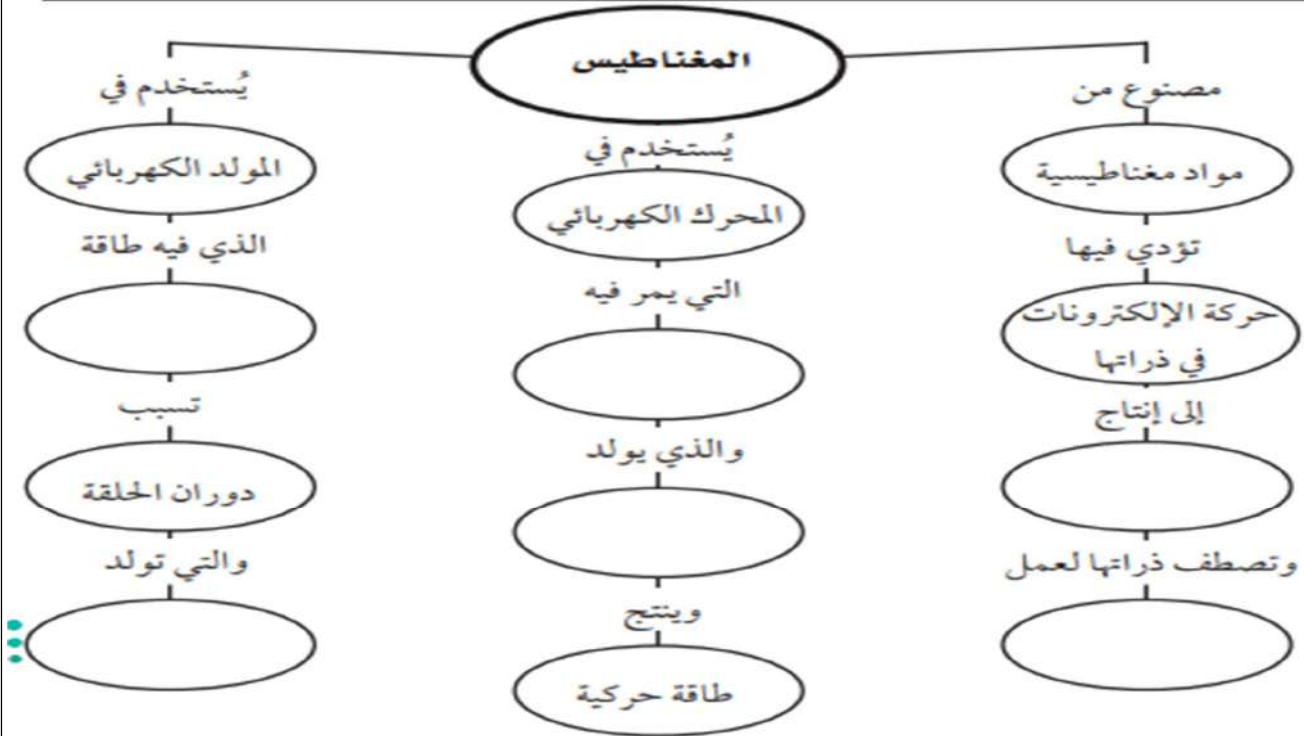 المغناطيس
مصنوع من
مواد مغناطيسية
تؤدي فيها
حركة الإلكترونات
في ذراتها
إلى إنتاج
وتصطف ذراتها لعمل
يُستخدم في
المحرك الكهربائي
التي يمر فيه
والذي يولد
وينتج
طاقة حركية
يُستخدم في
المولد الكهربائي
الذي فيه طاقة
تسبب
دوران الحلقة
والتي تولد